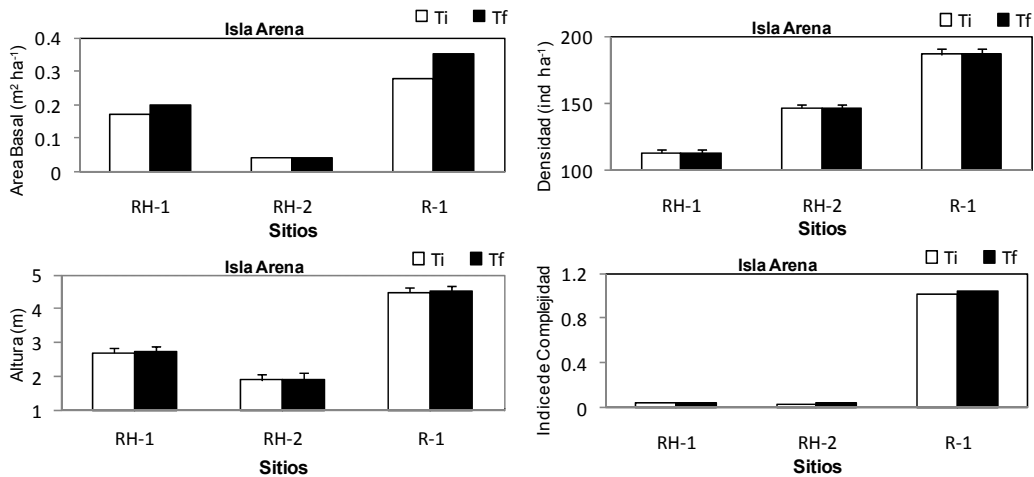 Isla Arena
Ti Tf
Area Basal (m² ha⁻¹)
0.4
0.3
0.2
0.1
0
RH-1 RH-2 R-1
Sitios
Isla Arena
Ti Tf
Densidad (ind ha⁻¹)
200
150
100
RH-1 RH-2 R-1
Sitios
Isla Arena
Ti Tf
Altura (m)
5
4
3
2
1
RH-1 RH-2 R-1
Sitios
Isla Arena
Ti Tf
Indice de Complejidad
1.2
0.8
0.4
0
RH-1 RH-2 R-1
Sitios